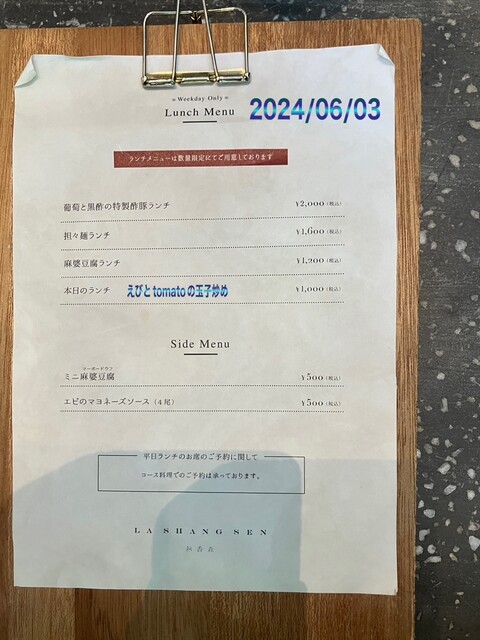 ※Weekday Only※
Lunch Menu
2024/06/03
ランチメニューは数量限定にてご用意しております
葡萄と黒酢の特製酢豚ランチ ¥2,000(税込)
担々麺ランチ ¥1,600(税込)
麻婆豆腐ランチ ¥1,200(税込)
本日のランチ えびとtomatoの玉子炒め ¥1,000(税込)
Side Menu
マーボードウフ
ミニ麻婆豆腐 ¥500(税込)
エビのマヨネーズソース(4尾) ¥500(税込)
平日ランチのお席のご予約に関して
コース料理でのご予約は承っております。
LA SHANG SEN